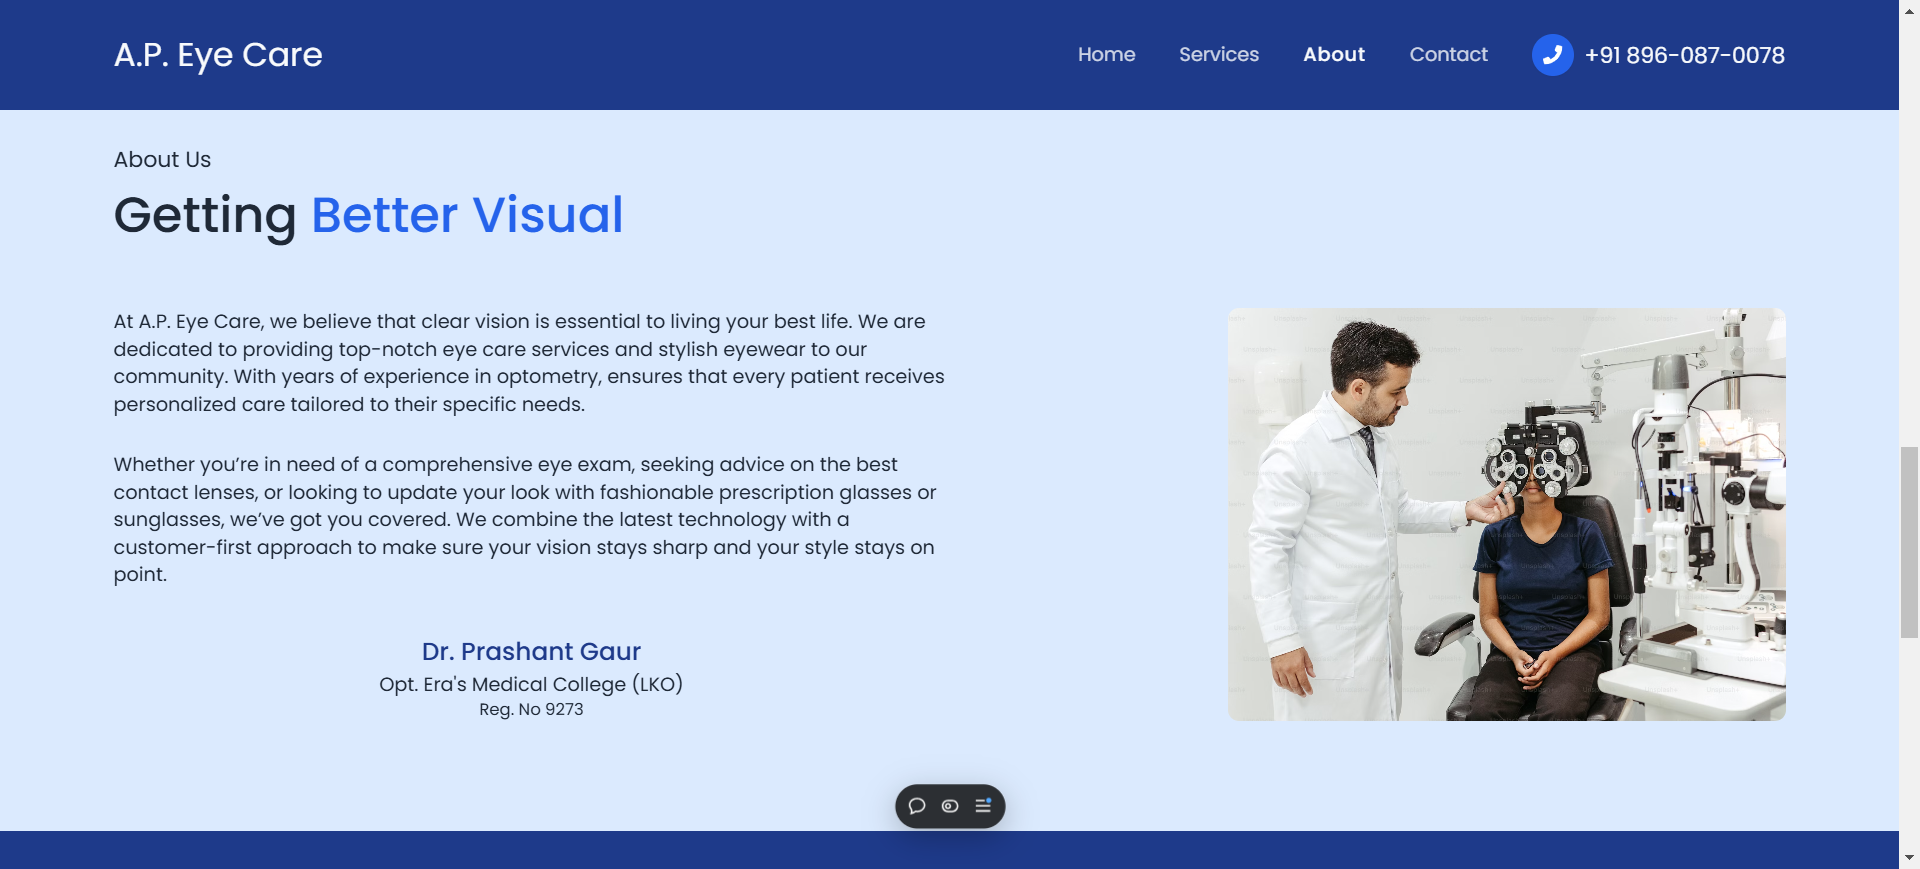 A.P. Eye Care
Home
Services
About
Contact
+91 896-087-0078
About Us
Getting Better Visual
At A.P. Eye Care, we believe that clear vision is essential to living your best life. We are
dedicated to providing top-notch eye care services and stylish eyewear to our
community. With years of experience in optometry, ensures that every patient receives
personalized care tailored to their specific needs.
Whether you’re in need of a comprehensive eye exam, seeking advice on the best
contact lenses, or looking to update your look with fashionable prescription glasses or
sunglasses, we’ve got you covered. We combine the latest technology with a
customer-first approach to make sure your vision stays sharp and your style stays on
point.
Dr. Prashant Gaur
Opt. Era's Medical College (LKO)
Reg. No 9273